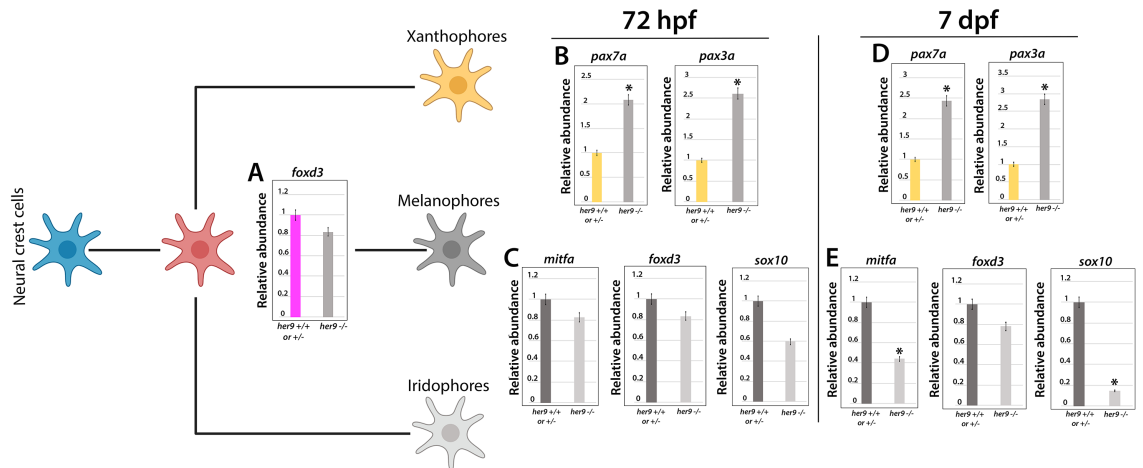 72 hpf
7 dpf
Neural crest cells
Xanthophores
Melanophores
Iridophores
A
foxd3
Relative abundance
1.2
1
0.8
0.6
0.4
0.2
0
her9 +/+
or +/-
her9 -/-
B
pax7a
Relative abundance
2.5
2
1.5
1
0.5
0
*
her9 +/+
or +/-
her9 -/-
pax3a
Relative abundance
3
2.5
2
1.5
1
0.5
0
*
her9 +/+
or +/-
her9 -/-
C
mitfa
Relative abundance
1.2
1
0.8
0.6
0.4
0.2
0
her9 +/+
or +/-
her9 -/-
foxd3
Relative abundance
1.2
1
0.8
0.6
0.4
0.2
0
her9 +/+
or +/-
her9 -/-
sox10
Relative abundance
1.2
1
0.8
0.6
0.4
0.2
0
her9 +/+
or +/-
her9 -/-
D
pax7a
Relative abundance
3
2.5
2
1.5
1
0.5
0
*
her9 +/+
or +/-
her9 -/-
pax3a
Relative abundance
3.5
3
2.5
2
1.5
1
0.5
0
*
her9 +/+
or +/-
her9 -/-
E
mitfa
Relative abundance
1.2
1
0.8
0.6
0.4
0.2
0
*
her9 +/+
or +/-
her9 -/-
foxd3
Relative abundance
1.2
1
0.8
0.6
0.4
0.2
0
her9 +/+
or +/-
her9 -/-
sox10
Relative abundance
1.2
1
0.8
0.6
0.4
0.2
0
*
her9 +/+
or +/-
her9 -/-